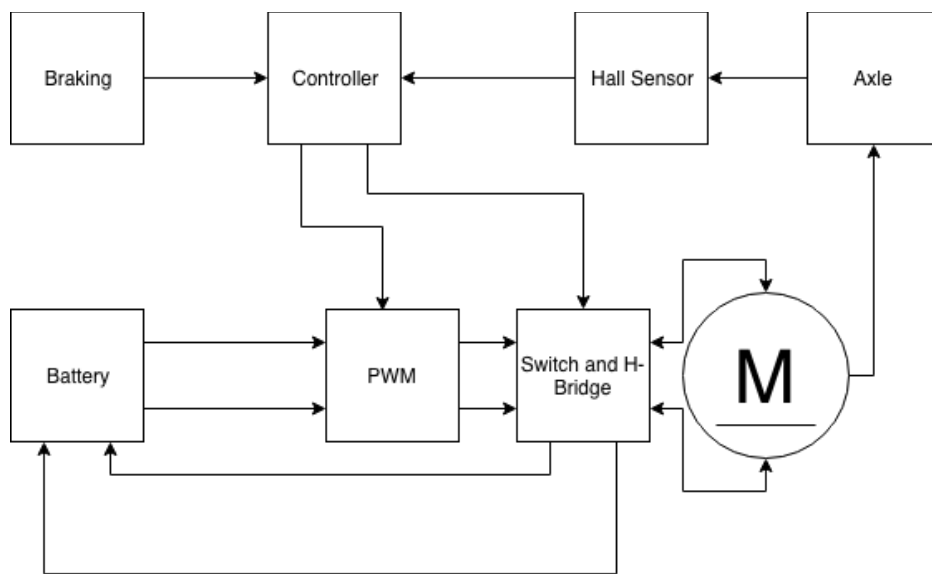 Braking
Controller
Hall Sensor
Axle
Battery
PWM
Switch and H-
Bridge
M